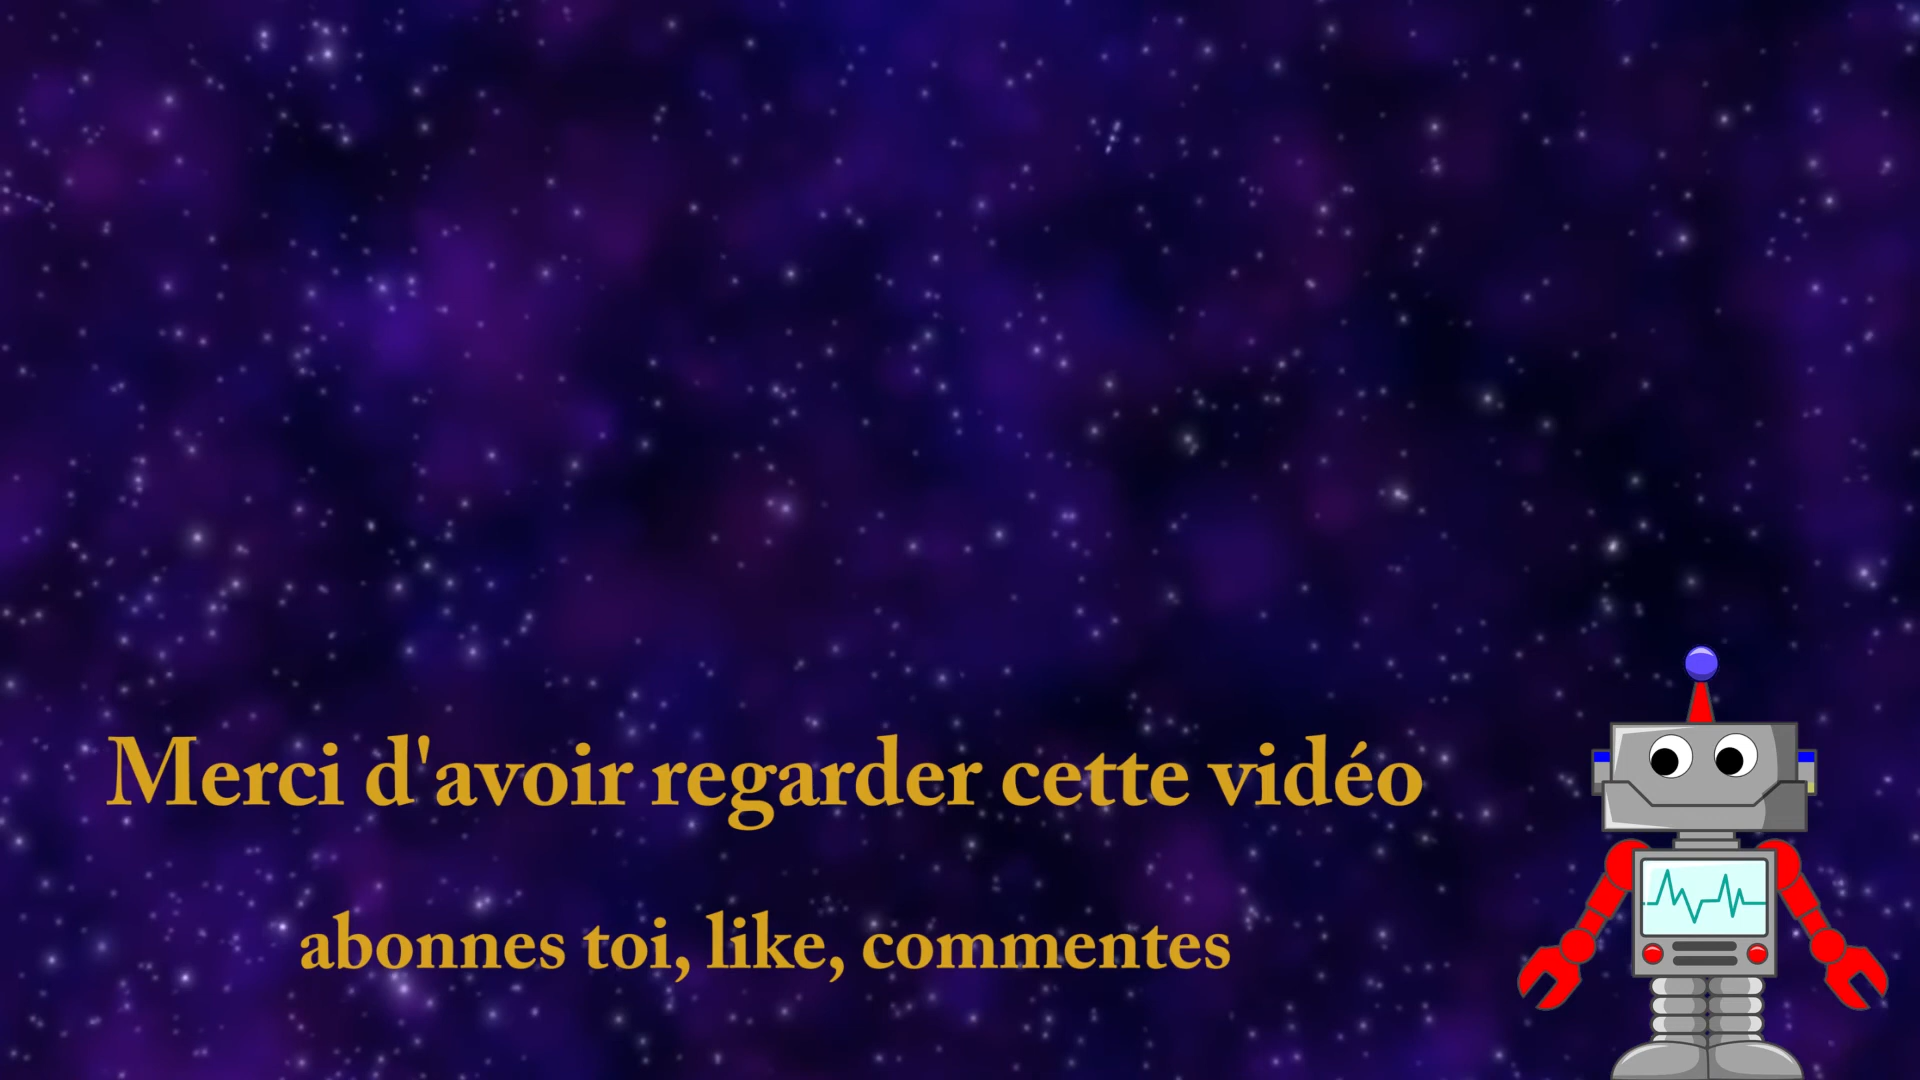 Merci d'avoir regarder cette vidéo
abonnes toi, like, commentes